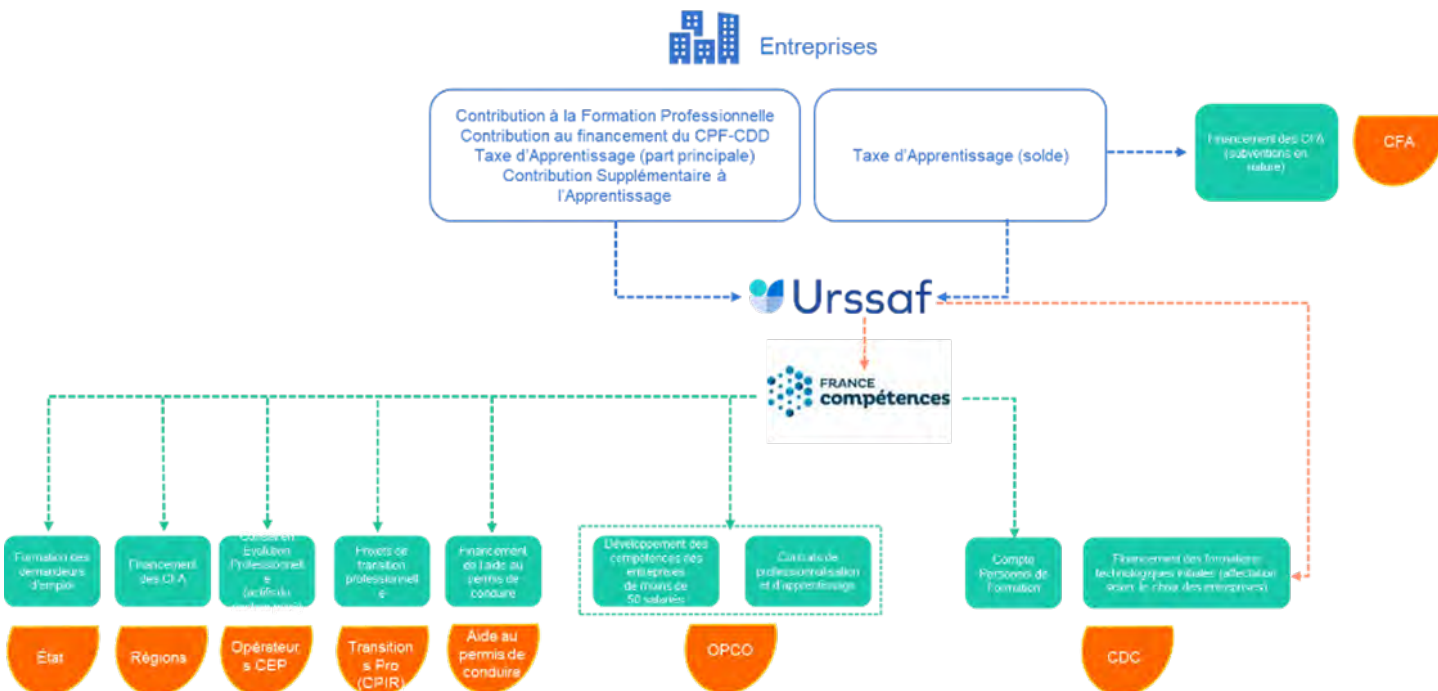 Entreprises
Contribution à la Formation Professionnelle
Contribution au financement du CPF-CDD
Taxe d'Apprentissage (part principale)
Contribution Supplémentaire à
l'Apprentissage
Taxe d'Apprentissage (solde)
Financement des CFA
(subventions en
nature)
CFA
Urssaf
FRANCE
compétences
Formation des
demandeurs
d'emploi
Financement
des CFA
Conseil en
Évolution
Professionnell
e
(actifs du
Projets de
transition
professionnell
e
Financement
de l'aide au
permis de
conduire
Développement des
compétences des
entreprises
de moins de
50 salariés
Contrats de
professionnalisation
et d'apprentissage
Compte
Personnel de
Formation
Financement des formations
technologiques initiales (affectation
selon le choix des entreprises)
État
Régions
Opérateur
s CEP
Transition
s Pro
(CPIR)
Aide au
permis de
conduire
OPCO
CDC